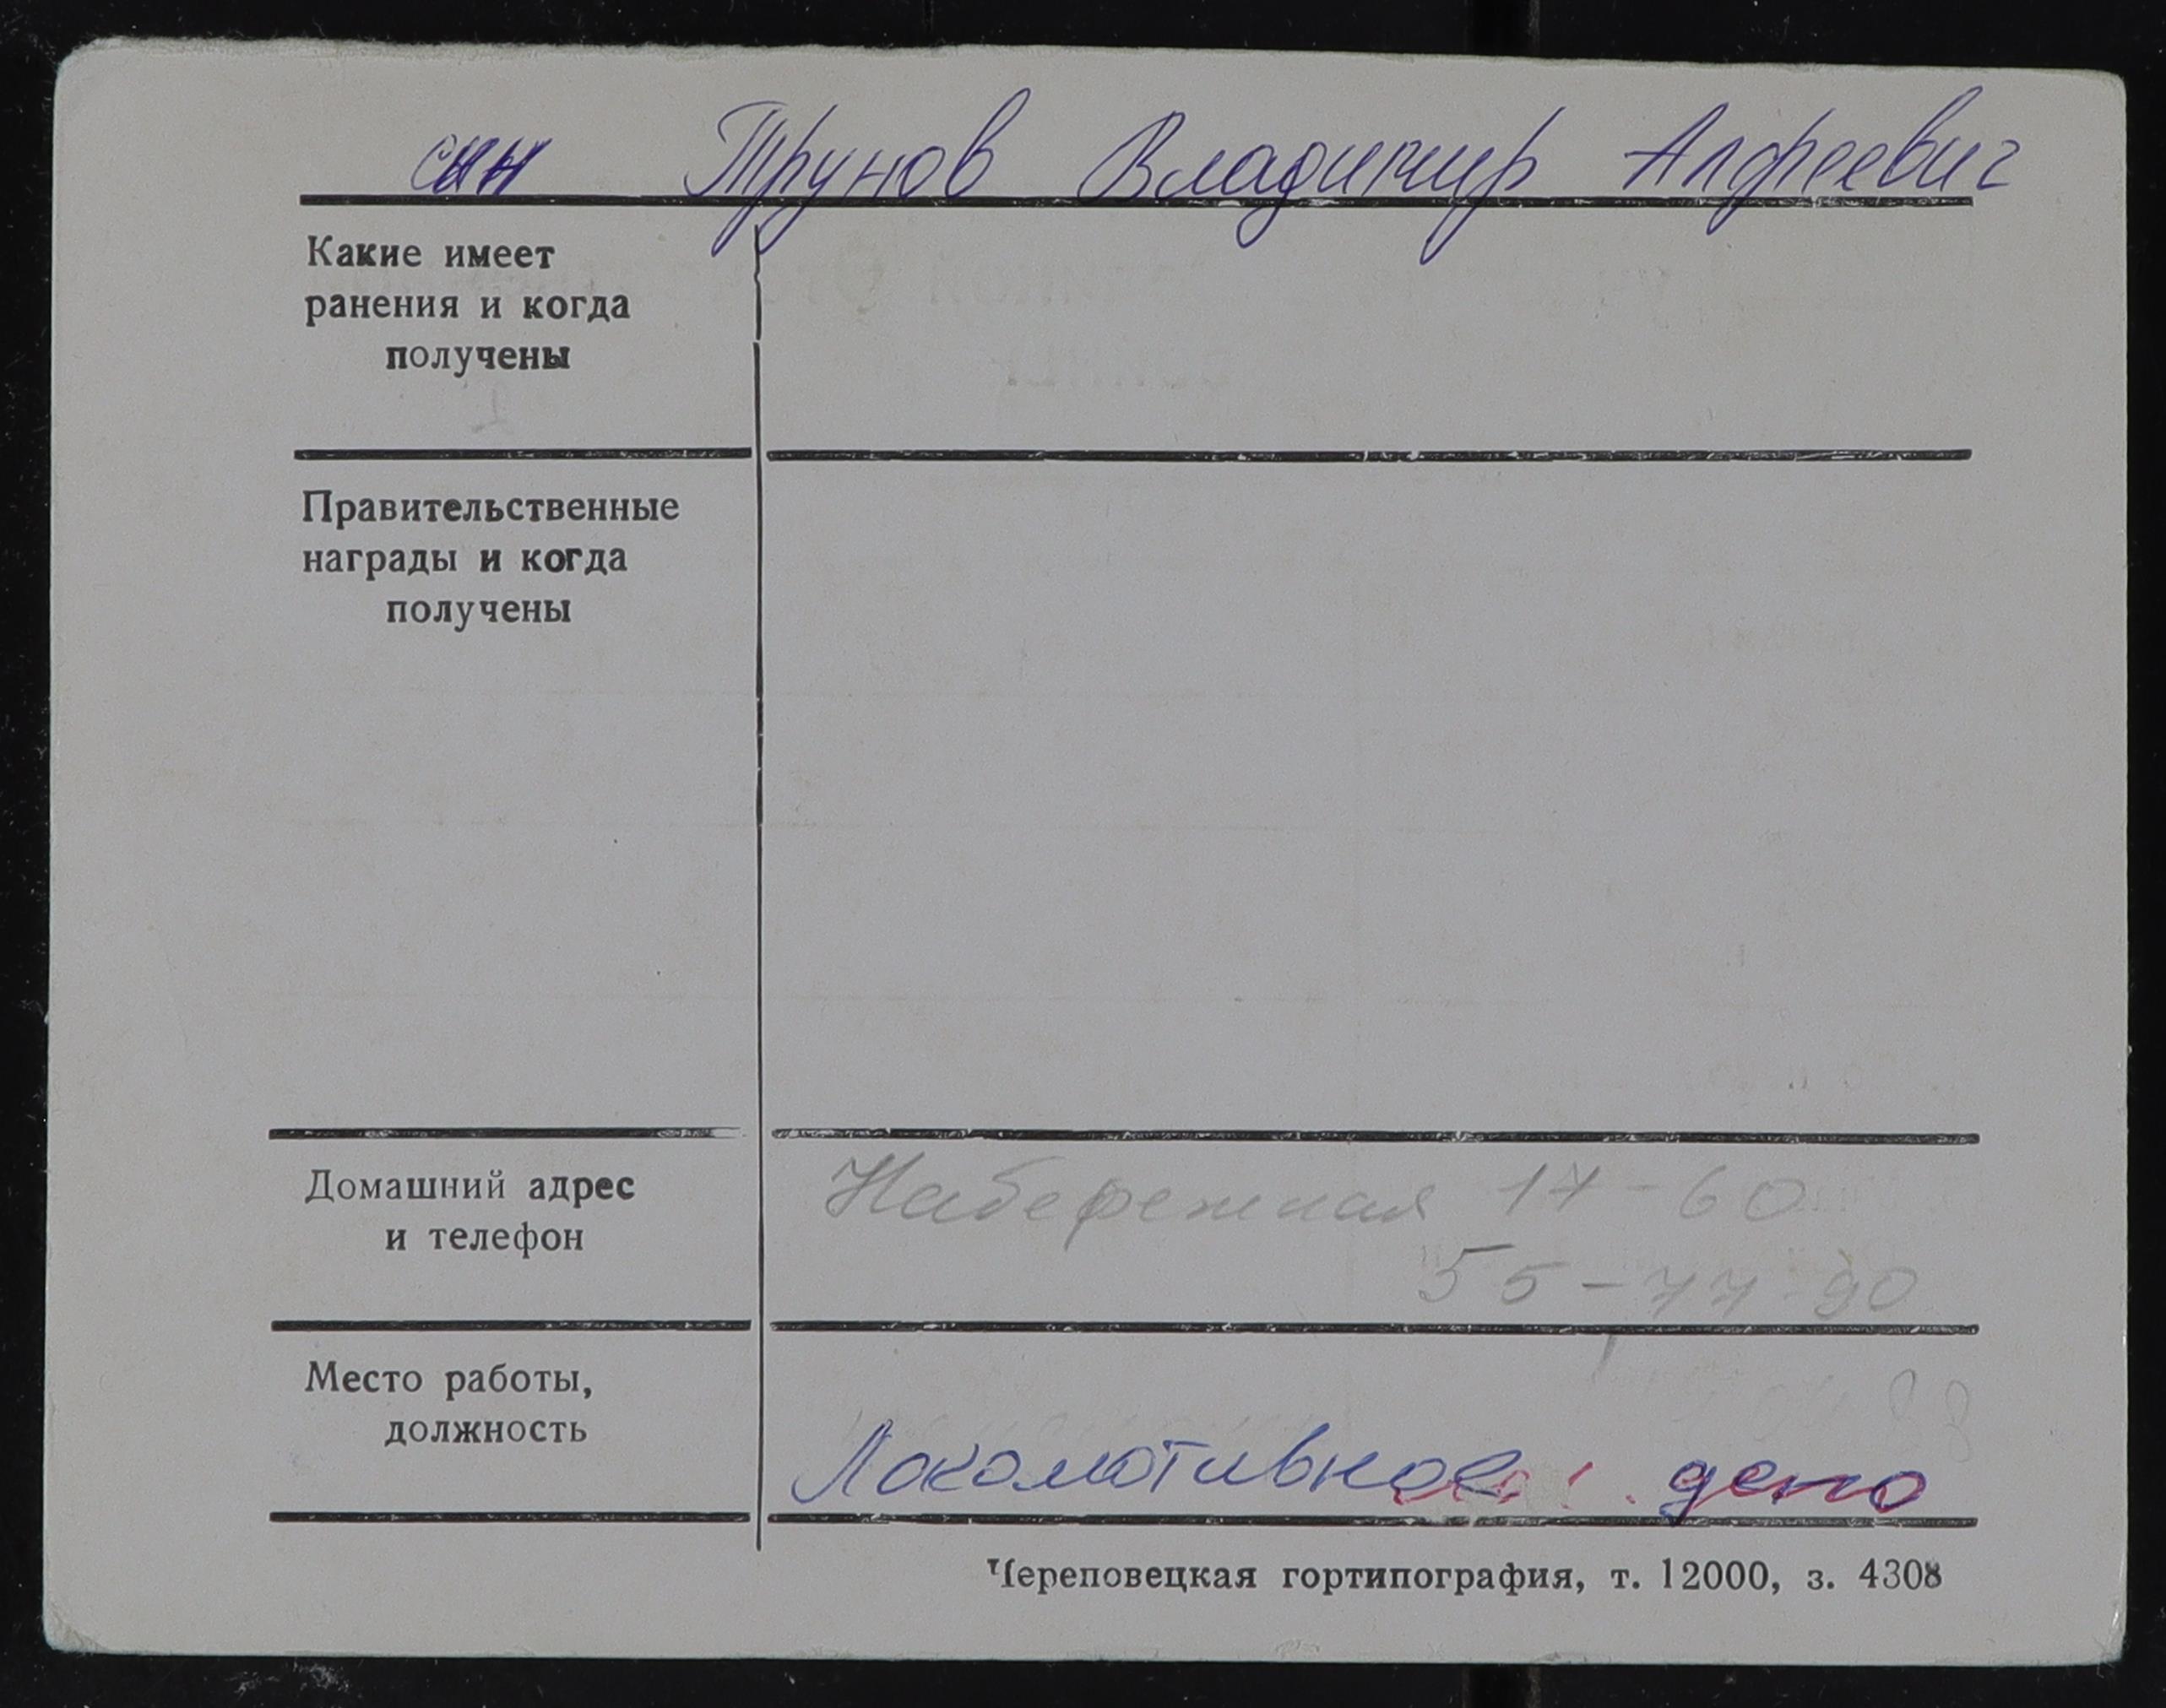 сын Трунов Владимир Алфеевич
Какие имеет
ранения и когда
получены
Правительственные
награды и когда
получены
Домашний адрес
и телефон
Набережная 17-60
55-77-90
Место работы,
должность
Локомотивное депо
Череповецкая гортипография, т. 12000, з. 4308